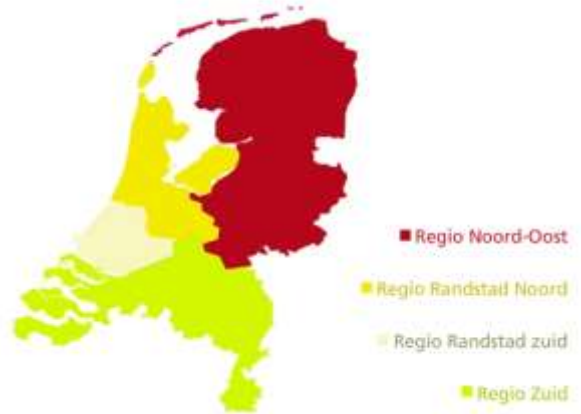 Regio Noord-Oost
Regio Randstad Noord
Regio Randstad zuid
Regio Zuid